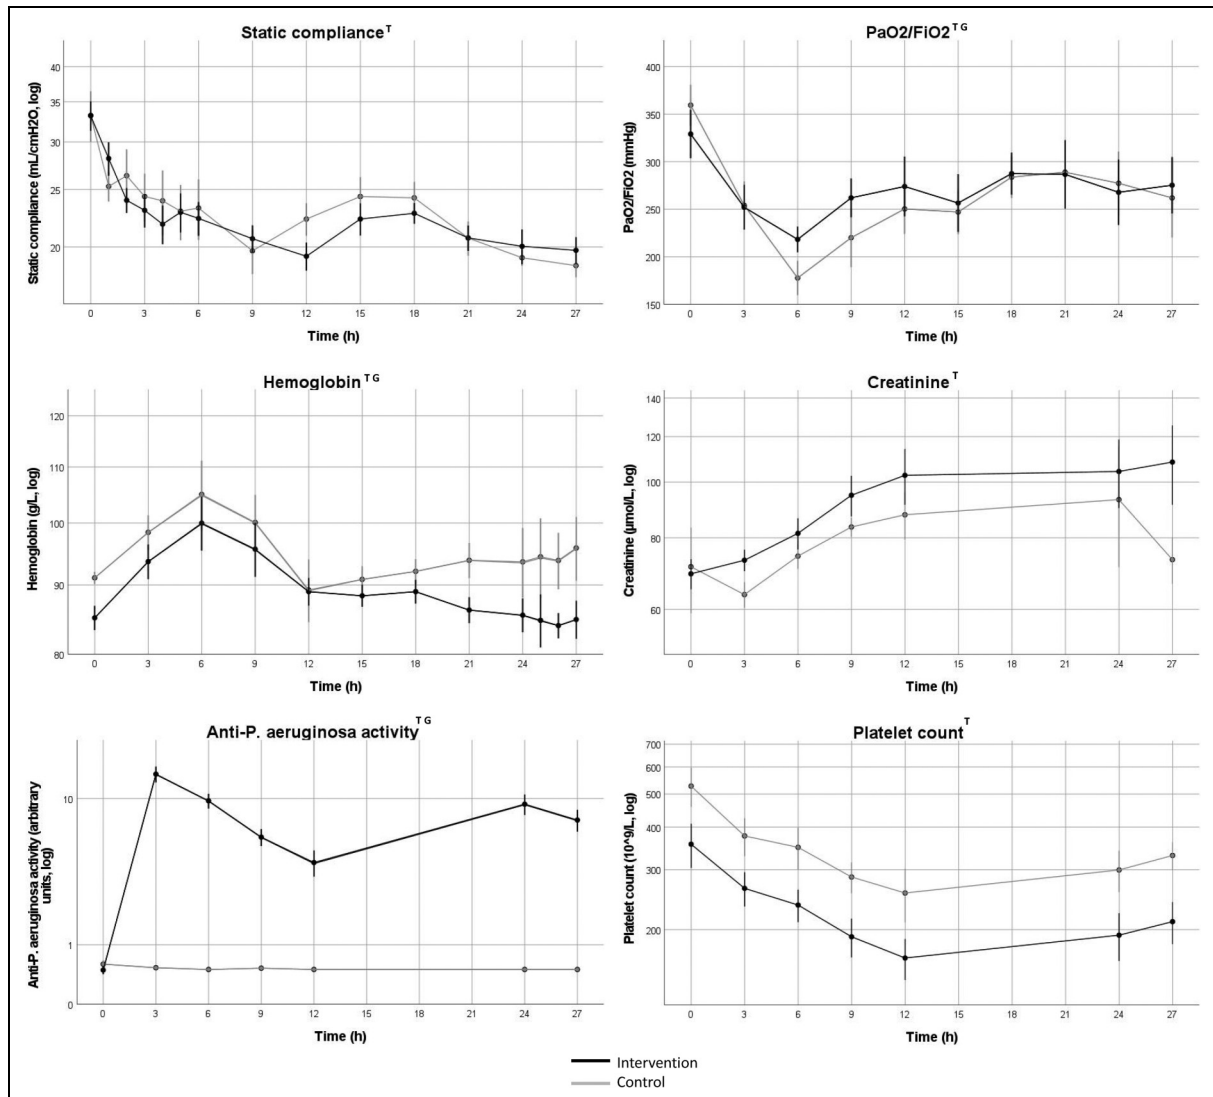 Static compliance T
Static compliance (mL/cmH2O, log)
40
35
30
25
20
0 3 6 9 12 15 18 21 24 27
Time (h)
PaO2/FiO2 T G
PaO2/FiO2 (mmHg)
400
350
300
250
200
150
0 3 6 9 12 15 18 21 24 27
Time (h)
Hemoglobin T G
Hemoglobin (g/L, log)
120
110
100
90
80
0 3 6 9 12 15 18 21 24 27
Time (h)
Creatinine T
Creatinine (µmol/L, log)
140
120
100
80
60
0 3 6 9 12 15 18 21 24 27
Time (h)
Anti-P. aeruginosa activity T G
Anti-P. aeruginosa activity (arbitrary
units, log)
10
1
0
0 3 6 9 12 15 18 21 24 27
Time (h)
Platelet count T
Platelet count (10^9/L, log)
700
600
500
400
300
200
0 3 6 9 12 15 18 21 24 27
Time (h)
Intervention
Control